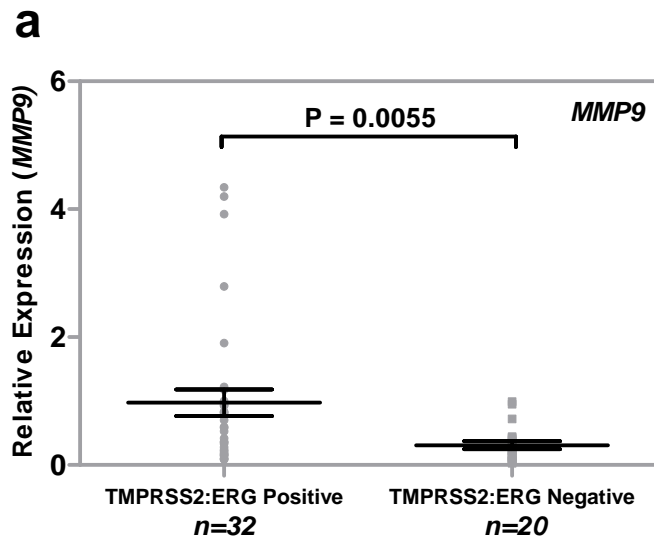 a
6
P = 0.0055
MMP9
Relative Expression (MMP9)
4
2
0
TMPRSS2:ERG Positive
TMPRSS2:ERG Negative
n=32
n=20